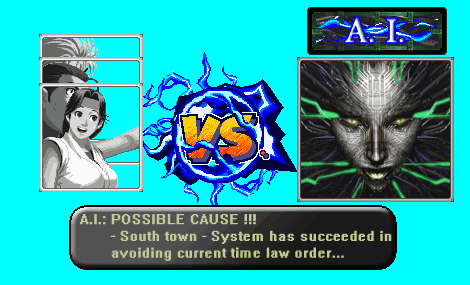 A. I.
VS.
A.I.: POSSIBLE CAUSE !!!
- South town - System has succeeded in
avoiding current time law order...